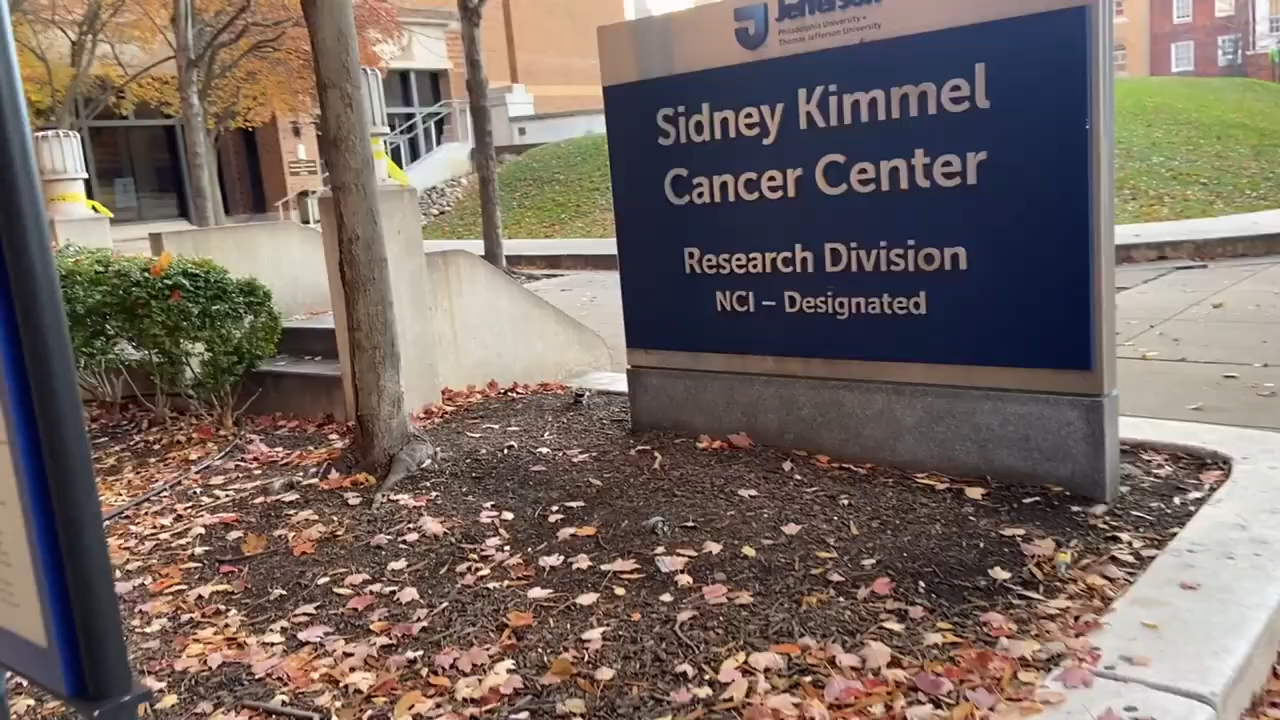 Jefferson
Philadelphia University +
Thomas Jefferson University
Sidney Kimmel
Cancer Center
Research Division
NCI – Designated